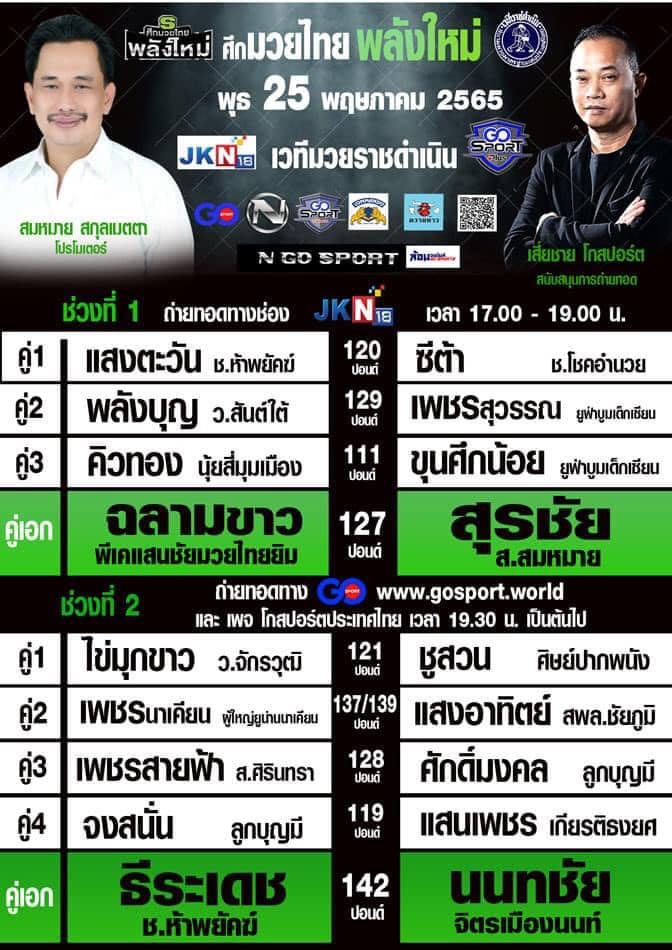 ศึกมวยไทย
พลังใหม่
ศึกมวยไทย พลังใหม่
พุธ 25 พฤษภาคม 2565
JKN18 เวทีมวยราชดำเนิน GO SPORT Plus
สมหมาย สกุลเมตตา
โปรโมเตอร์
GO SPORT N GO SPORT Plus
N GO SPORT
เสี่ยชาย โกสปอร์ต
สนับสนุนการถ่ายทอด
ช่วงที่ 1 ถ่ายทอดทางช่อง JKN18 เวลา 17.00 - 19.00 น.
คู่1 แสงตะวัน ช.ห้าพยัคฆ์ 120 ปอนด์ ซีต้า ช.โชคอำนวย
คู่2 พลังบุญ ว.สันต์ใต้ 129 ปอนด์ เพชรสุวรรณ ยูฟ่าบูมเด็กเซียน
คู่3 คิวทอง นุ้ยสี่มุมเมือง 111 ปอนด์ ขุนศึกน้อย ยูฟ่าบูมเด็กเซียน
คู่เอก ฉลามขาว พีเคแสนชัยมวยไทยยิม 127 ปอนด์ สุรชัย ส.สมหมาย
ช่วงที่ 2 ถ่ายทอดทาง GO SPORT www.gosport.world
และ เพจ โกสปอร์ตประเทศไทย เวลา 19.30 น. เป็นต้นไป
คู่1 ไข่มุกขาว ว.จักรวุฒิ 121 ปอนด์ ชูสวน ศิษย์ปากพนัง
คู่2 เพชรนาเคียน ผู้ใหญ่ยูน่านนาเคียน 137/139 ปอนด์ แสงอาทิตย์ สพล.ชัยภูมิ
คู่3 เพชรสายฟ้า ส.ศิรินทรา 128 ปอนด์ ศักดิ์มงคล ลูกบุญมี
คู่4 จงสนั่น ลูกบุญมี 119 ปอนด์ แสนเพชร เกียรติธงยศ
คู่เอก ธีระเดช ช.ห้าพยัคฆ์ 142 ปอนด์ นนทชัย จิตรเมืองนนท์